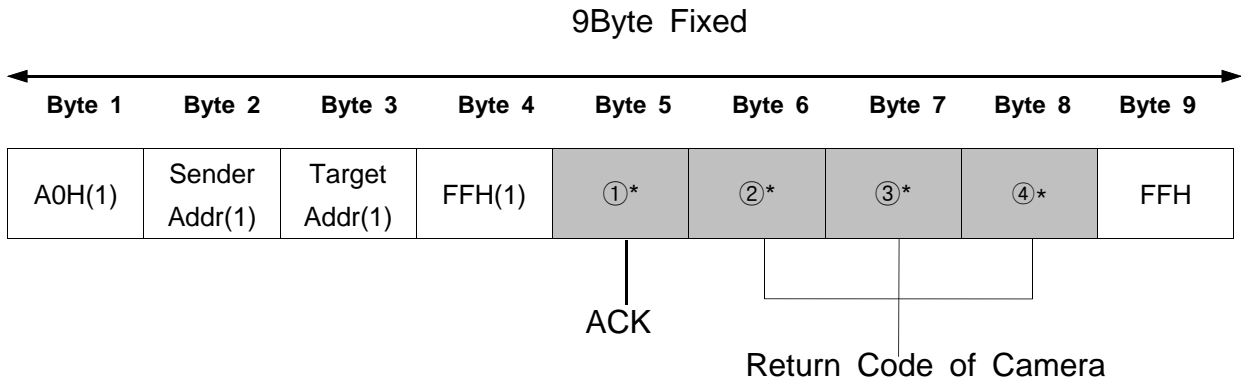 9Byte Fixed
Byte 1 Byte 2 Byte 3 Byte 4 Byte 5 Byte 6 Byte 7 Byte 8 Byte 9
A0H(1) Sender Addr(1) Target Addr(1) FFH(1) ①* ②* ③* ④* FFH
ACK
Return Code of Camera